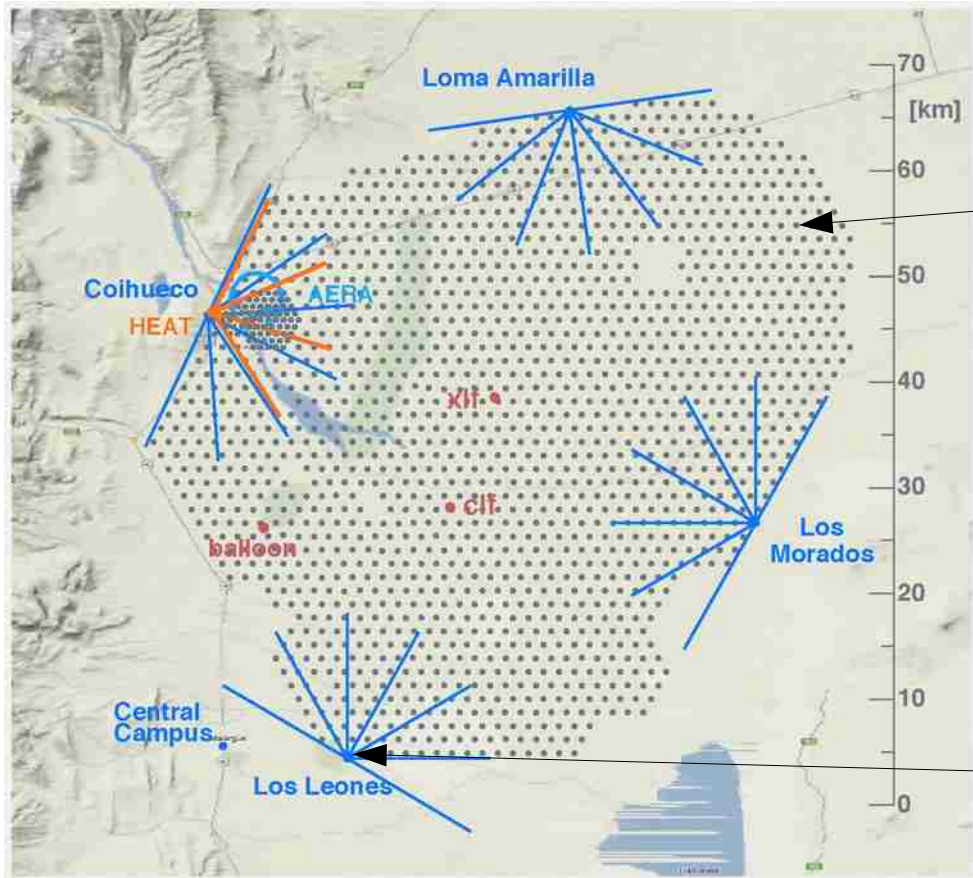 Loma Amarilla
70
[km]
60
Coihueco
AERA
50
HEAT
40
xlf
30
clf
Los
Morados
balloon
20
Central
Campus
10
Los Leones
0